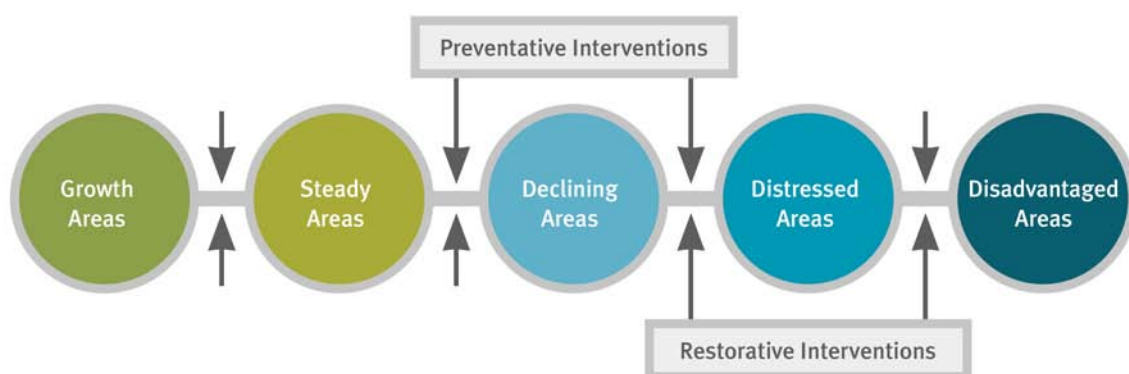 Preventative Interventions
Growth
Areas
Steady
Areas
Declining
Areas
Distressed
Areas
Disadvantaged
Areas
Restorative Interventions